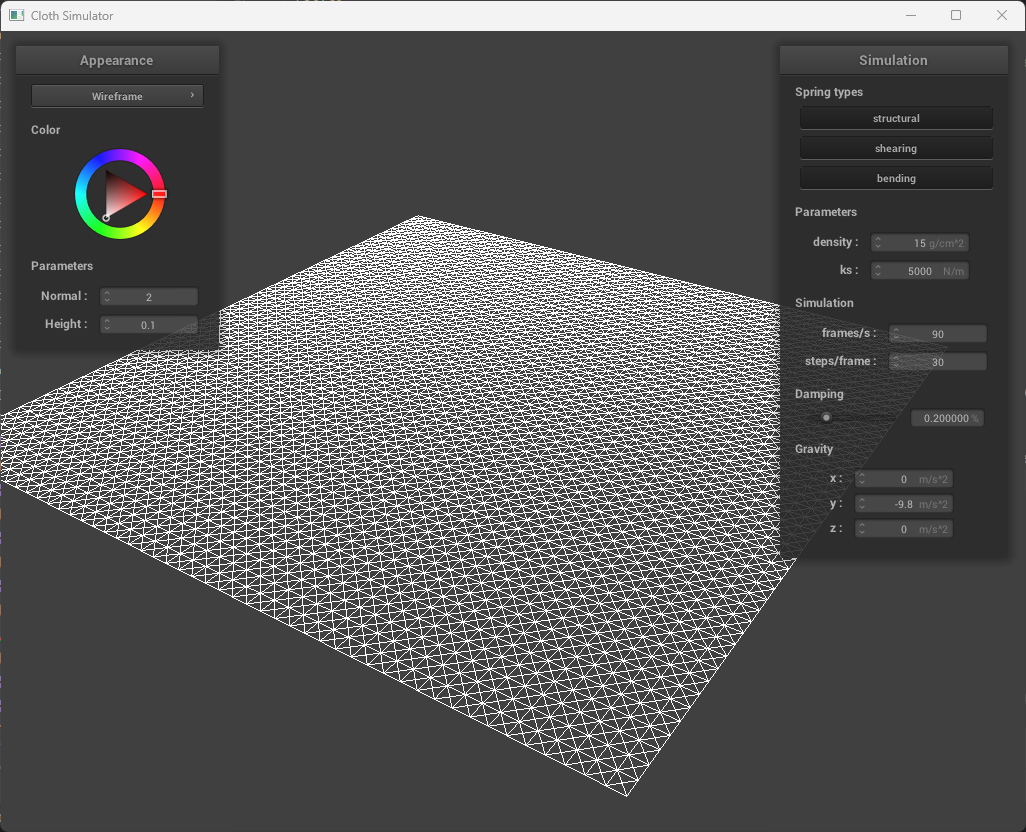 Cloth Simulator
Appearance
Wireframe
Color
Parameters
Normal : 2
Height : 0.1
Simulation
Spring types
structural
shearing
bending
Parameters
density : 15 g/cm^2
ks : 5000 N/m
Simulation
frames/s : 90
steps/frame : 30
Damping
0.200000 %
Gravity
x : 0 m/s^2
y : -9.8 m/s^2
z : 0 m/s^2